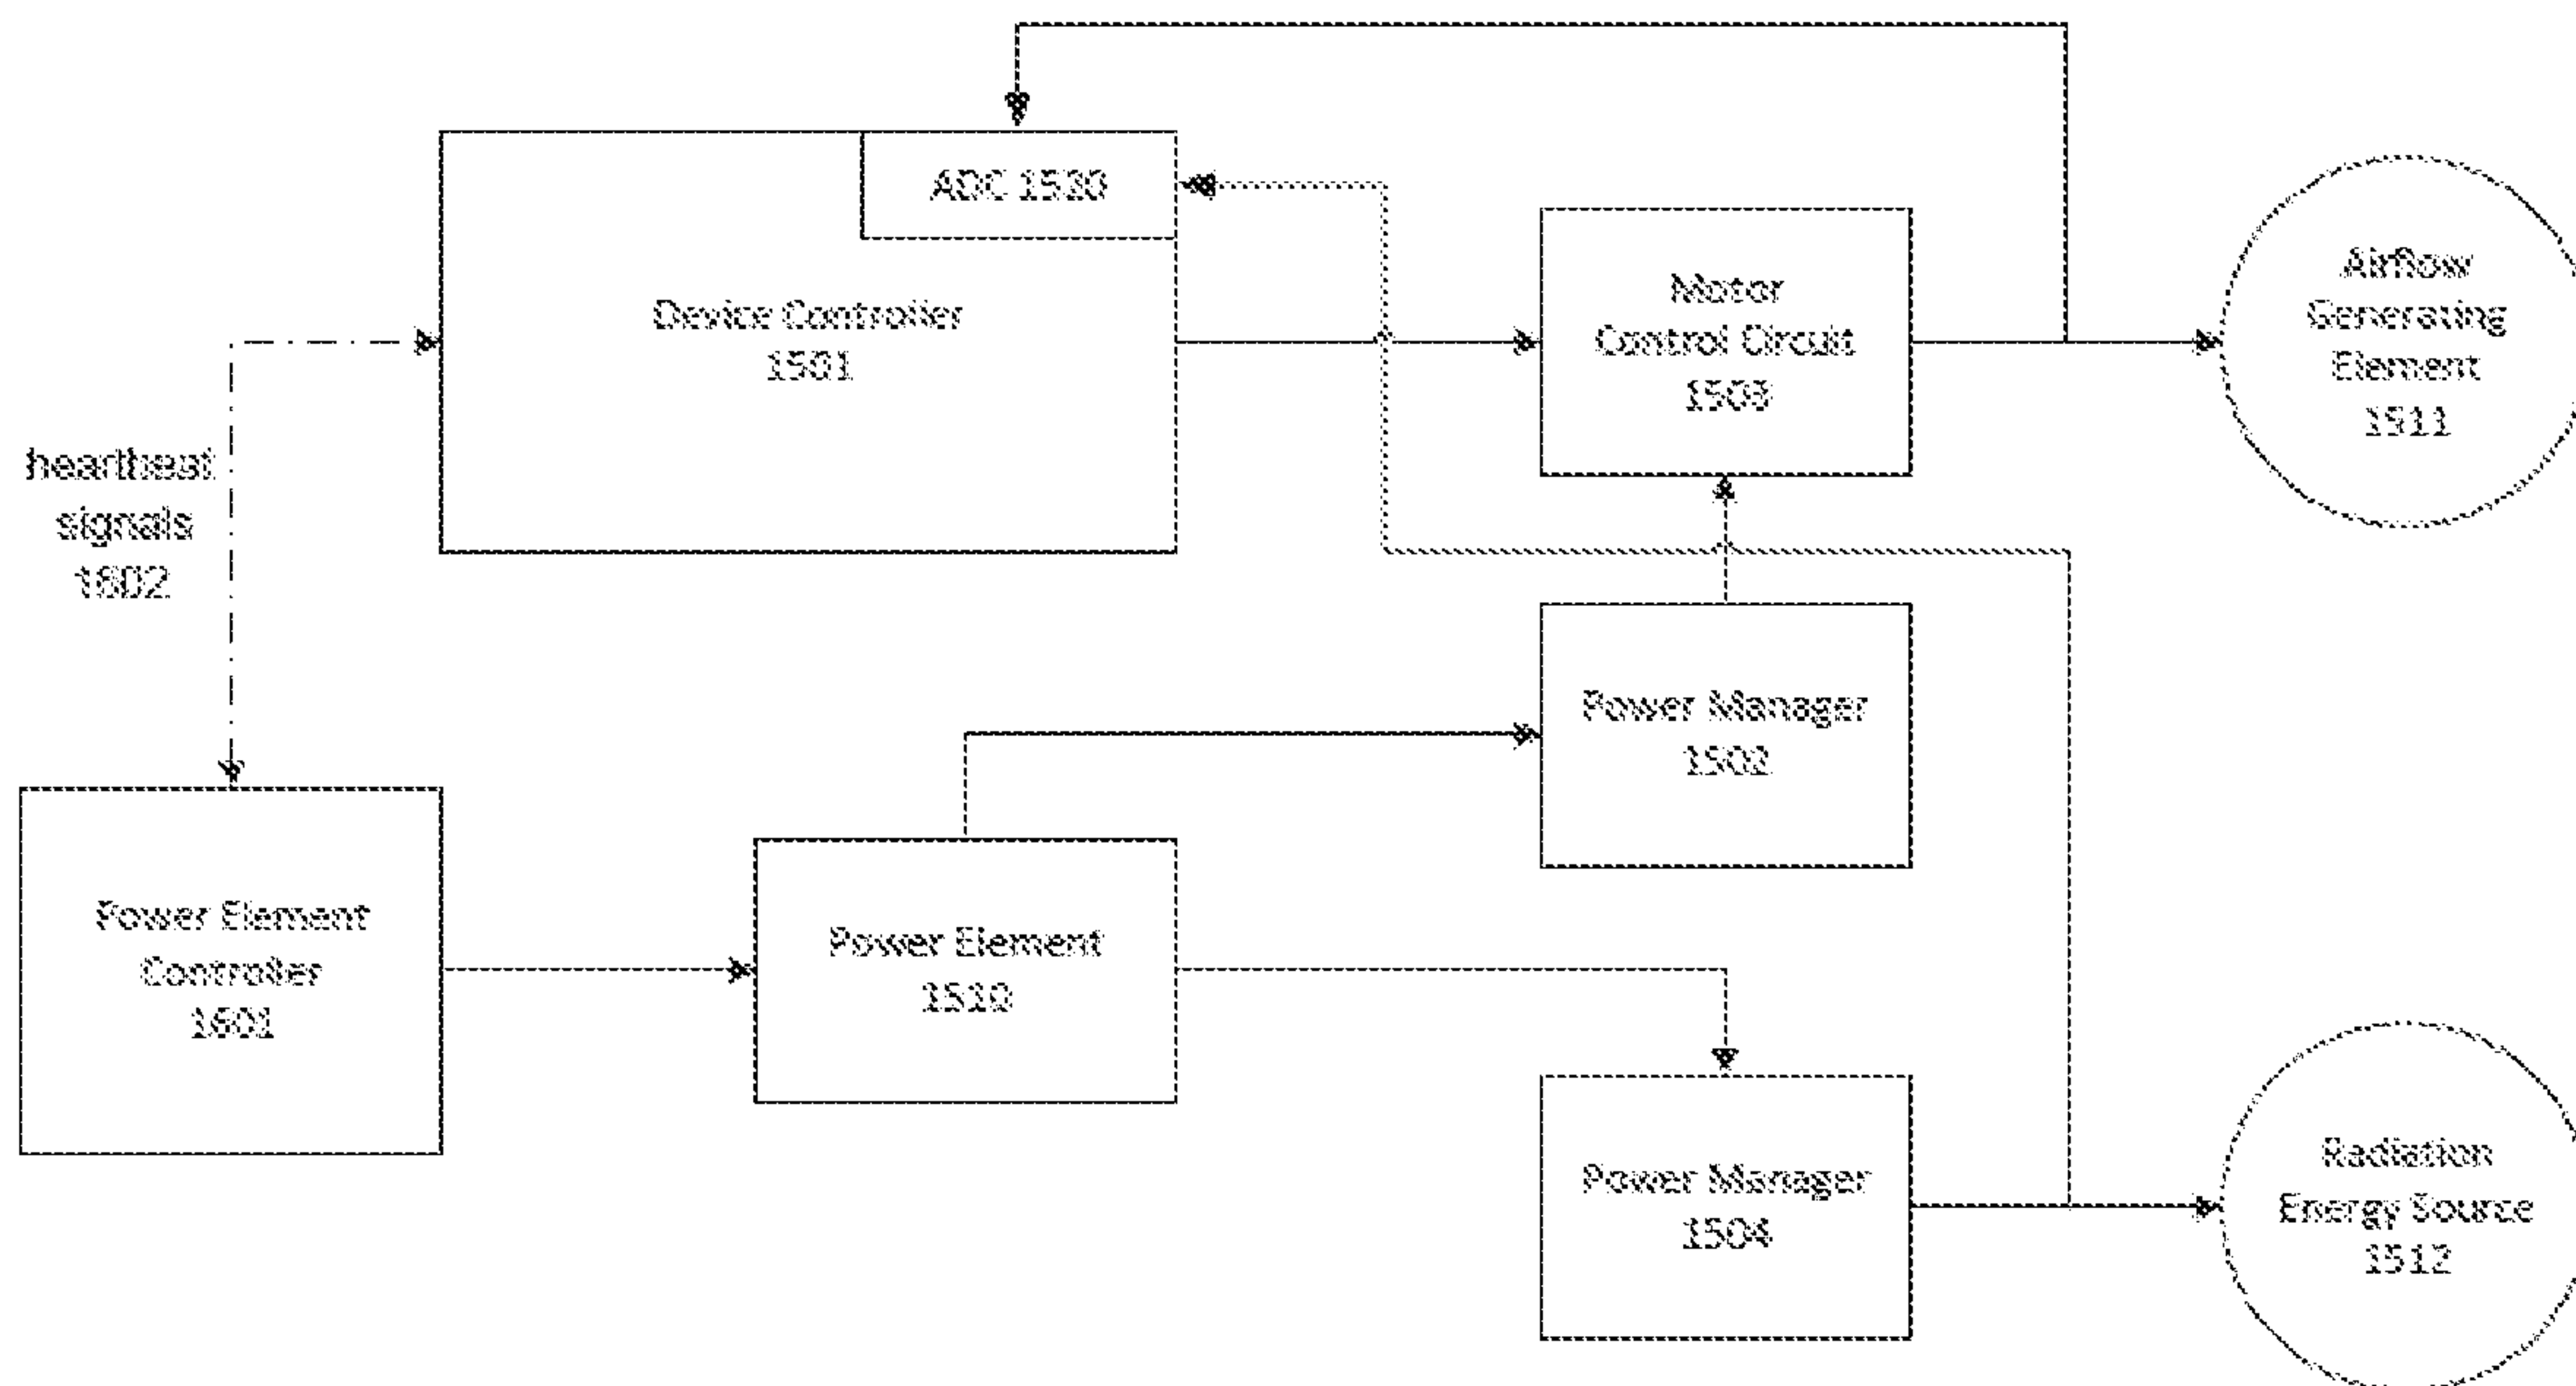 ADC 1520
Device Controller
1501
Motor
Control Circuit
1503
Airflow
Generating
Element
1511
heartbeat
signals
1602
Power Manager
1502
Power Element
Controller
1601
Power Element
1510
Power Manager
1504
Radiation
Energy Source
1512